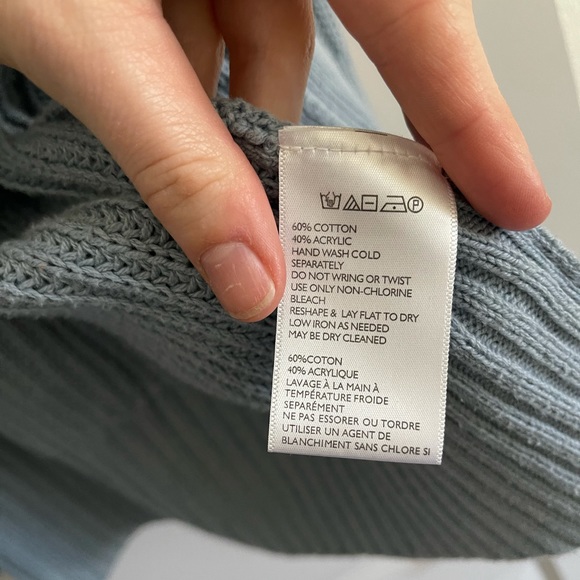 60% COTTON
40% ACRYLIC
HAND WASH COLD
SEPARATELY
DO NOT WRING OR TWIST
USE ONLY NON-CHLORINE
BLEACH
RESHAPE & LAY FLAT TO DRY
LOW IRON AS NEEDED
MAY BE DRY CLEANED
60%COTON
40% ACRYLIQUE
LAVAGE À LA MAIN À
TEMPÉRATURE FROIDE
SEPARÉMENT
NE PAS ESSORER OU TORDRE
UTILISER UN AGENT DE
BLANCHIMENT SANS CHLORE SI